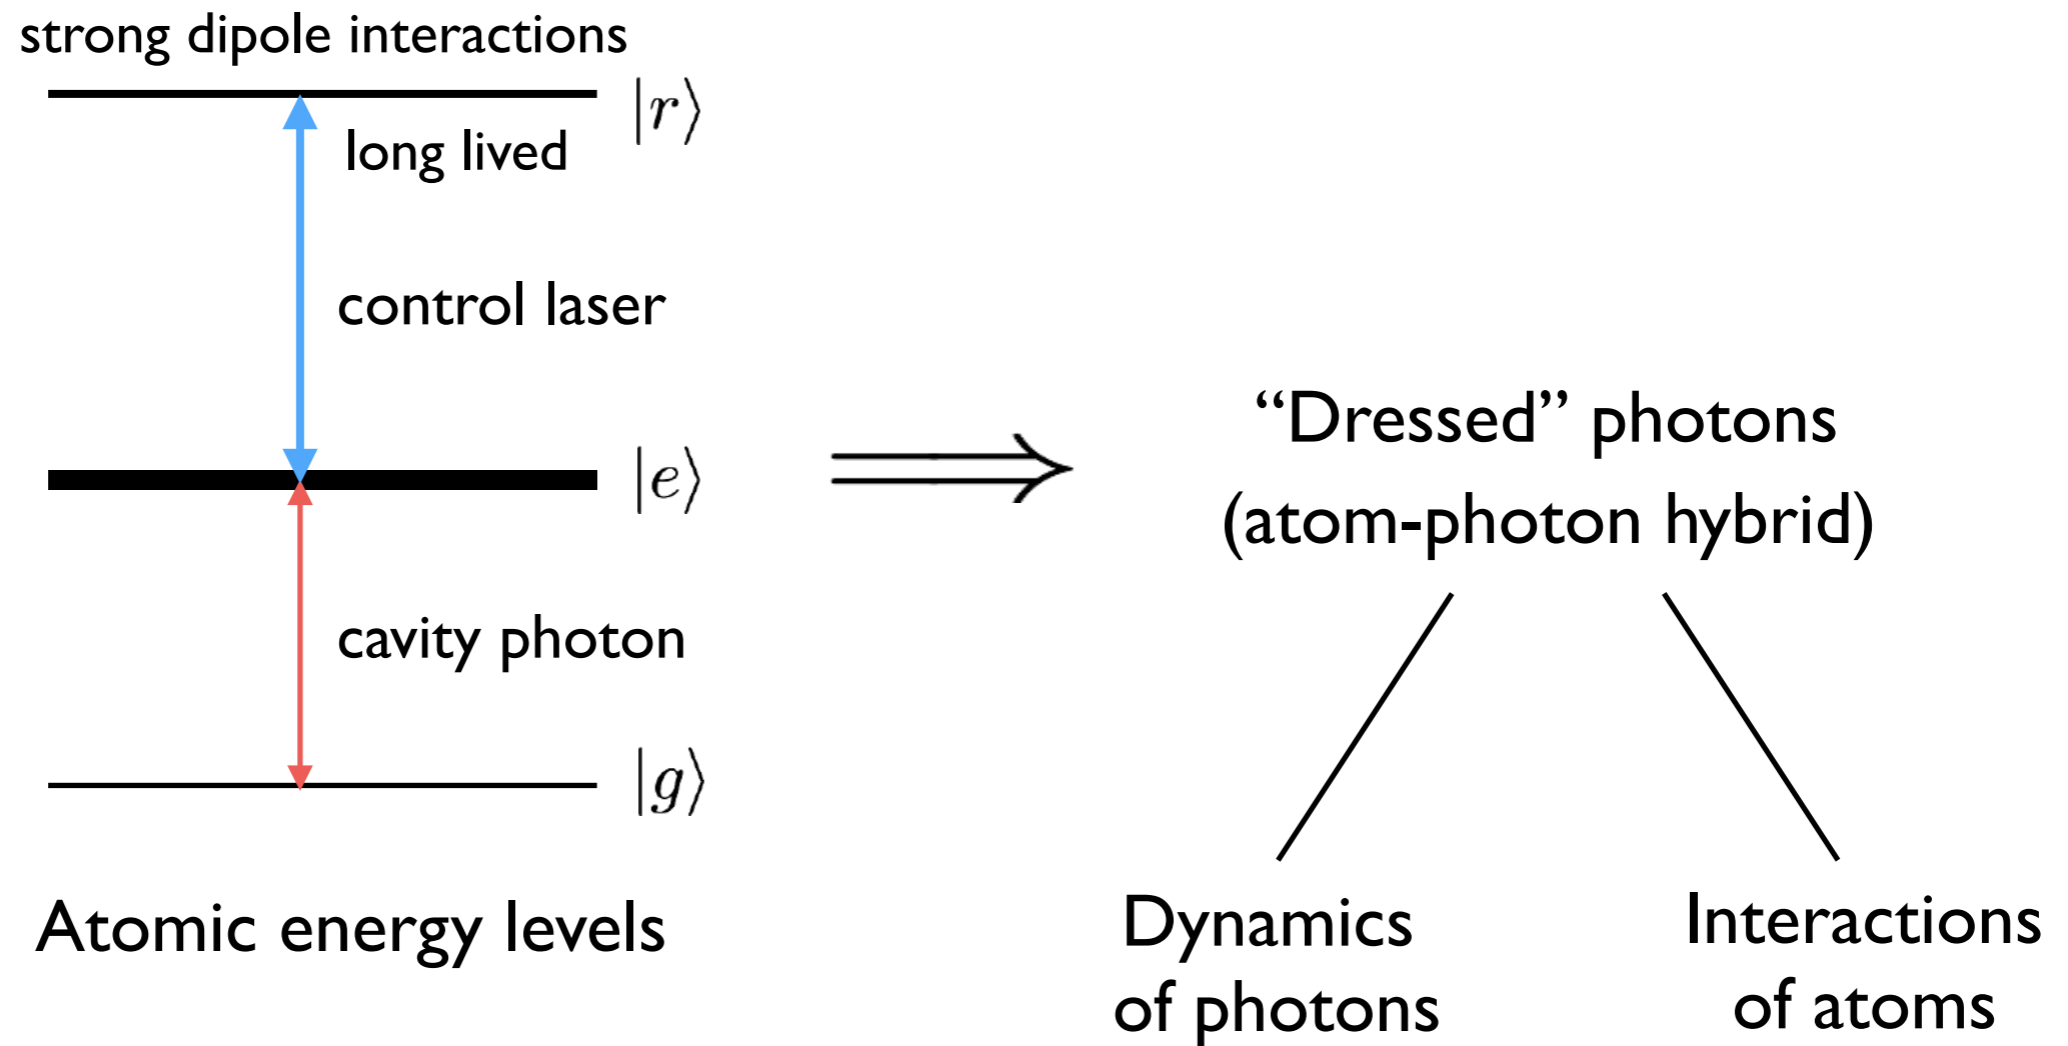 strong dipole interactions
|r⟩
long lived
control laser
|e⟩
cavity photon
|g⟩
Atomic energy levels
“Dressed” photons
(atom-photon hybrid)
Dynamics
of photons
Interactions
of atoms